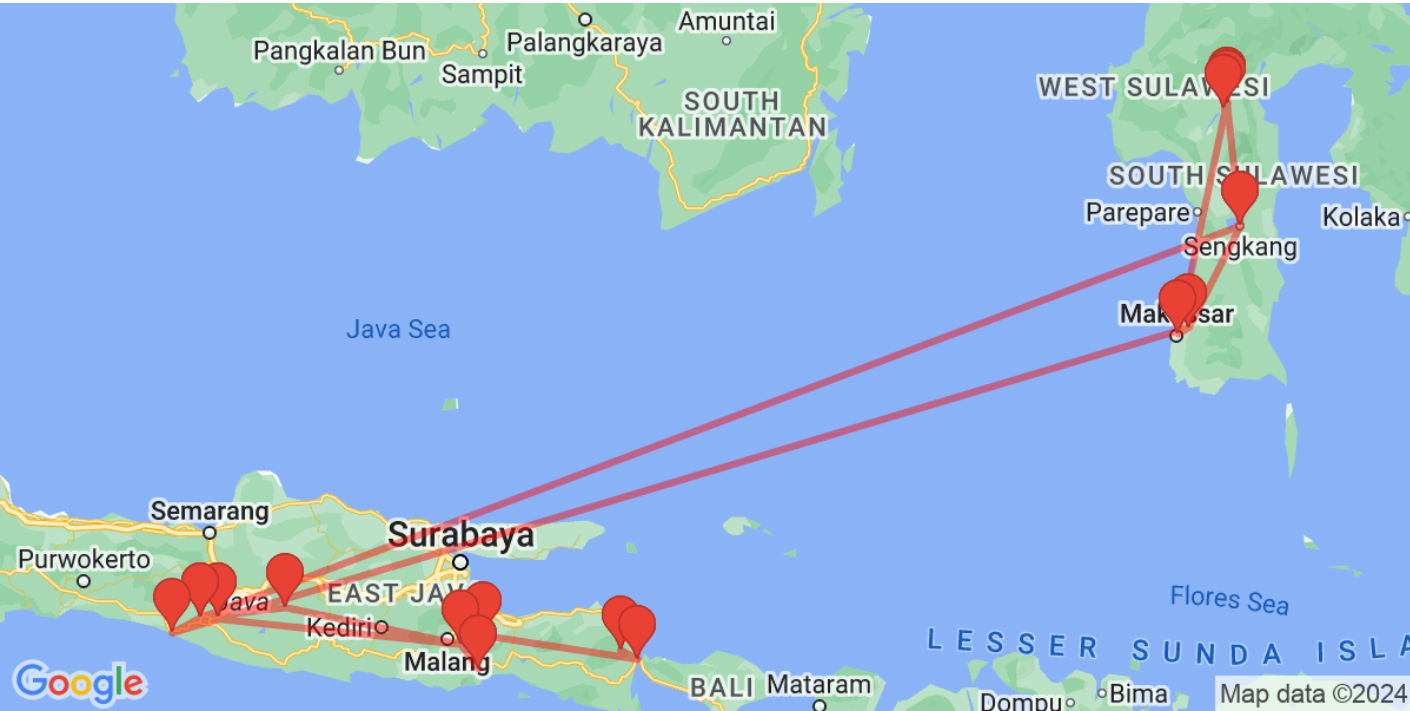 Amuntai
Palangkaraya
Pangkalan Bun
Sampit
WEST SULAWESI
SOUTH
KALIMANTAN
SOUTH SULAWESI
Parepare
Kolaka
Sengkang
Makassar
Java Sea
Semarang
Surabaya
Purwokerto
Java
EAST JAV
Kediri
Malang
Flores Sea
LESSER SUNDA ISLA
BALI
Mataram
Bima
Dompu
Google
Map data ©2024